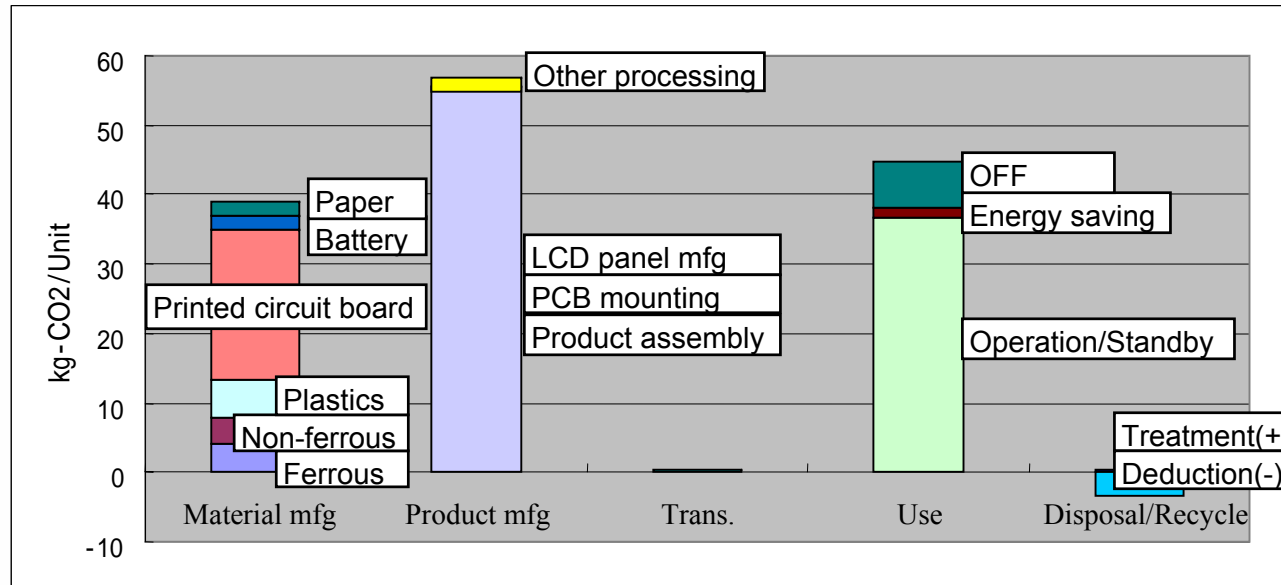 60
50
40
30
20
10
0
-10
kg-CO2/Unit
Other processing
Paper
Battery
Printed circuit board
Plastics
Non-ferrous
Ferrous
LCD panel mfg
PCB mounting
Product assembly
OFF
Energy saving
Operation/Standby
Treatment(+
Deduction(-)
Material mfg
Product mfg
Trans.
Use
Disposal/Recycle